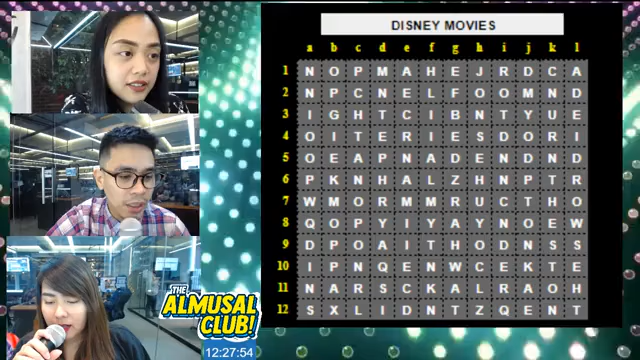 DISNEY MOVIES
a b c d e f g h i j k l
1 N O P M A H E J R D C A
2 N P C N E L F O O M N D
3 I G H T C I B N T Y U E
4 O I T E R I E S D O R I
5 O E A P N A D E N D N D
6 P K N H A L Z H N P T R
7 W M O R M M R U C T H O
8 Q O P Y I Y A Y N O E W
9 D P O A I T H O D N S S
10 I P N Q E N W C E K T E
11 N A R S C K A L R A O H
12 S X L I D N T Z Q E N T
THE
ALMUSAL
CLUB!
12:27:54